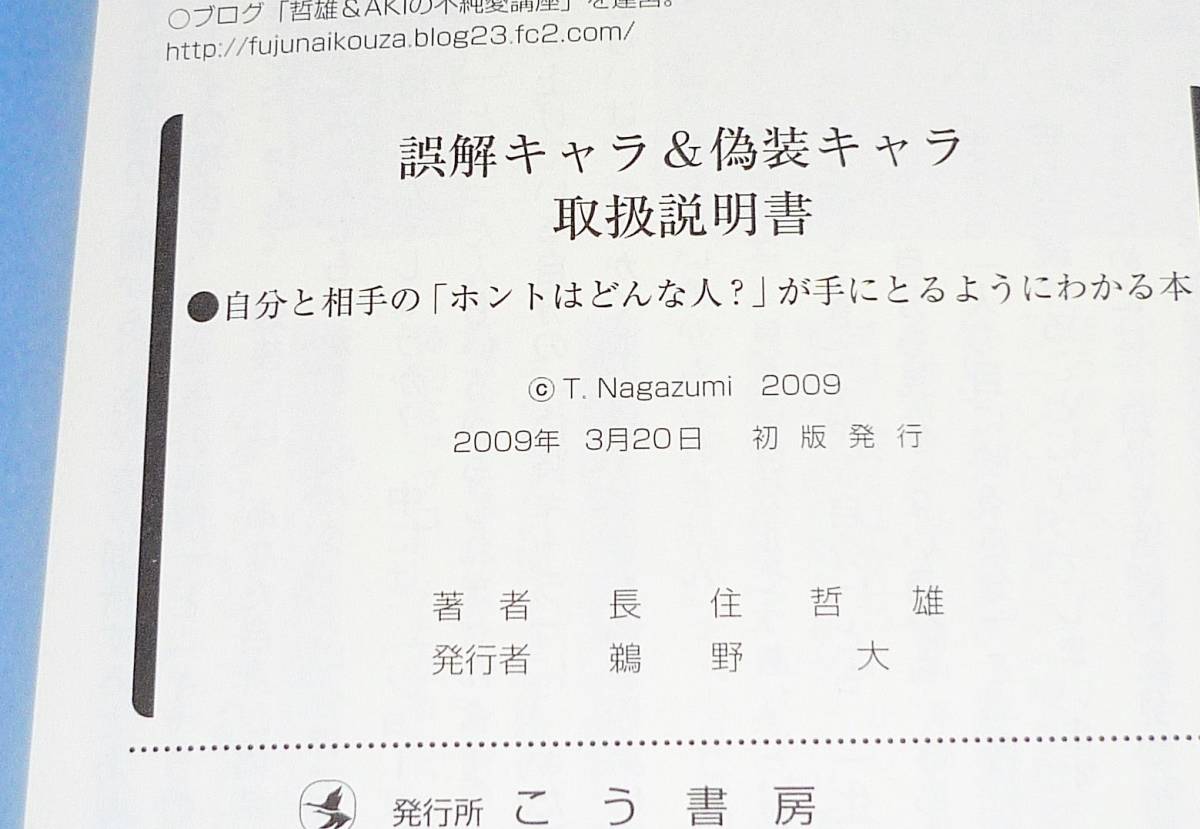 ○ブログ「哲雄&AKIの不純愛講座」を運営。
http://fujunaikouza.blog23.fc2.com/
誤解キャラ&偽装キャラ
取扱説明書
●自分と相手の「ホントはどんな人?」が手にとるようにわかる本
©T. Nagazumi 2009
2009年 3月20日 初版発行
著者 長住哲雄
発行者 鵜野 大
発行所 こう書房